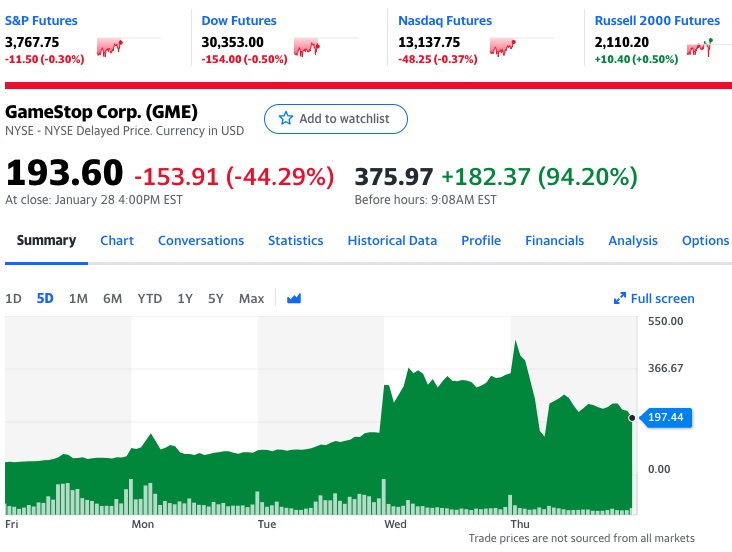 S&P Futures
3,767.75
-11.50 (-0.30%)
Dow Futures
30,353.00
-154.00 (-0.50%)
Nasdaq Futures
13,137.75
-48.25 (-0.37%)
Russell 2000 Futures
2,110.20
+10.40 (+0.50%)
GameStop Corp. (GME)
NYSE - NYSE Delayed Price. Currency in USD
Add to watchlist
193.60 -153.91 (-44.29%)
At close: January 28 4:00PM EST
375.97 +182.37 (94.20%)
Before hours: 9:08AM EST
Summary Chart Conversations Statistics Historical Data Profile Financials Analysis Options
1D 5D 1M 6M YTD 1Y 5Y Max
Full screen
550.00
366.67
197.44
0.00
Fri Mon Tue Wed Thu
Trade prices are not sourced from all markets